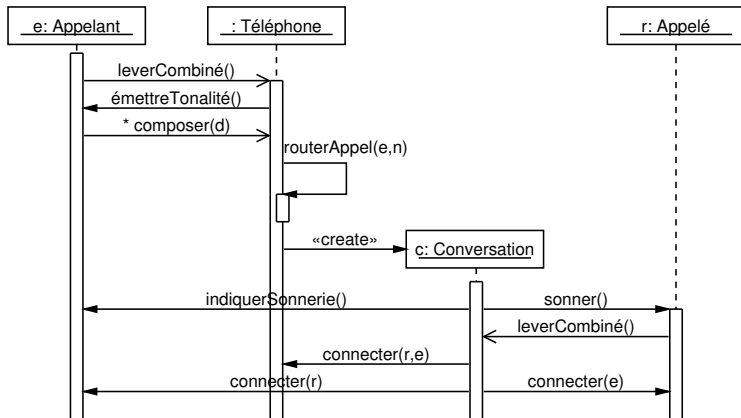 e: Appelant
: Téléphone
r: Appelé
leverCombiné()
émettreTonalité()
* composer(d)
routerAppel(e,n)
«create»
c: Conversation
indiquerSonnerie()
sonner()
leverCombiné()
connecter(r,e)
connecter(r)
connecter(e)